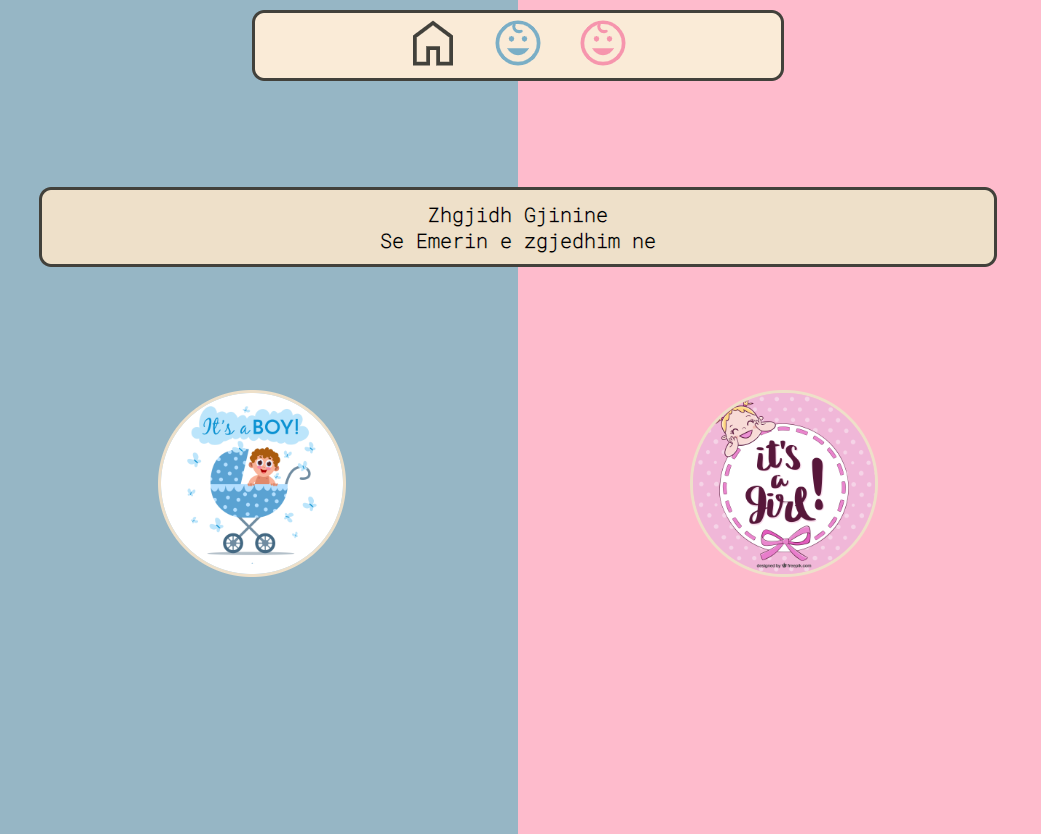 Zhgjidh Gjinine
Se Emerin e zgjedhim ne
It's a BOY!
it's
a
girl!
designed by freepik.com